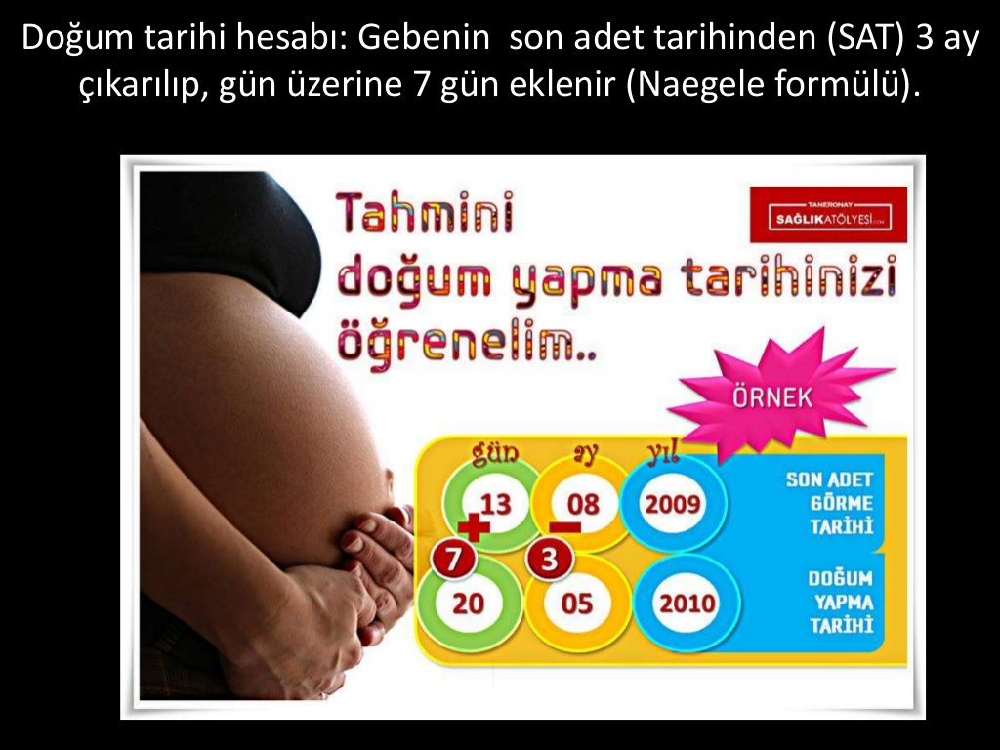 Doğum tarihi hesabı: Gebenin son adet tarihinden (SAT) 3 ay
çıkarılıp, gün üzerine 7 gün eklenir (Naegele formülü).
Tahmini
doğum yapma tarihinizi
öğrenelim..
TANERONAY
SAĞLIKATÖLYESİ.COM
ÖRNEK
gün ay yıl
13 08 2009
SON ADET
GÖRME
TARİHİ
+ −
7 3
20 05 2010
DOĞUM
YAPMA
TARİHİ